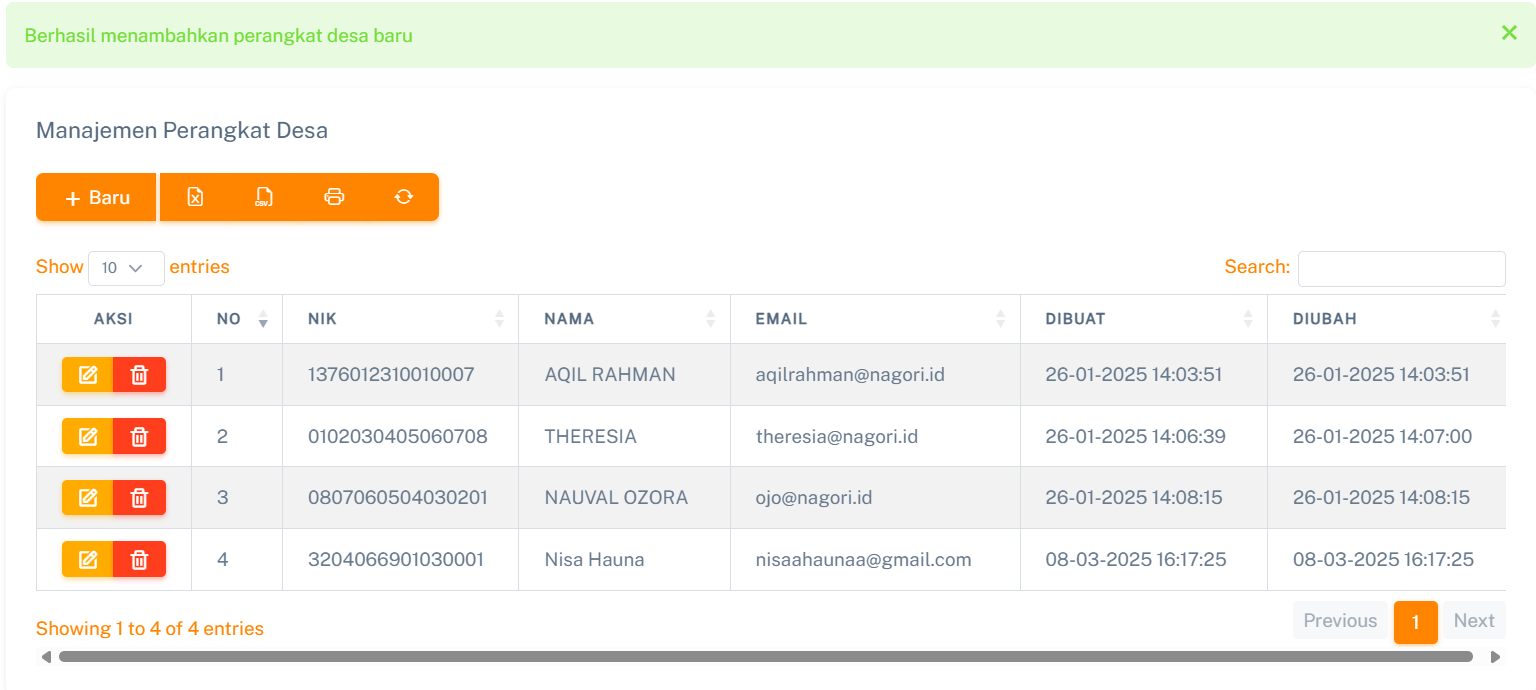 Berhasil menambahkan perangkat desa baru
Manajemen Perangkat Desa
+ Baru CSV
Show 10 entries Search:
AKSI NO NIK NAMA EMAIL DIBUAT DIUBAH
1 1376012310010007 AQIL RAHMAN aqilrahman@nagori.id 26-01-2025 14:03:51 26-01-2025 14:03:51
2 0102030405060708 THERESIA theresia@nagori.id 26-01-2025 14:06:39 26-01-2025 14:07:00
3 0807060504030201 NAUVAL OZORA ojo@nagori.id 26-01-2025 14:08:15 26-01-2025 14:08:15
4 3204066901030001 Nisa Hauna nisaahaunaa@gmail.com 08-03-2025 16:17:25 08-03-2025 16:17:25
Showing 1 to 4 of 4 entries Previous 1 Next